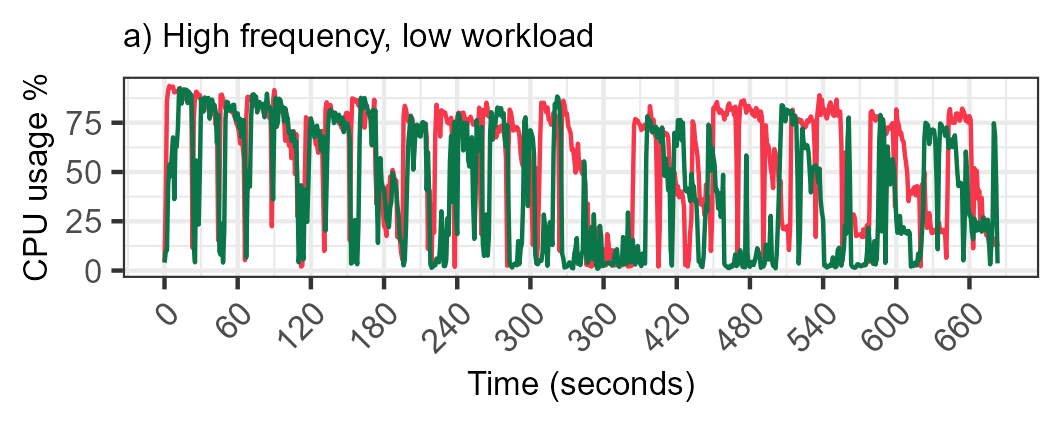 a) High frequency, low workload
CPU usage %
75
50
25
0
0 60 120 180 240 300 360 420 480 540 600 660
Time (seconds)